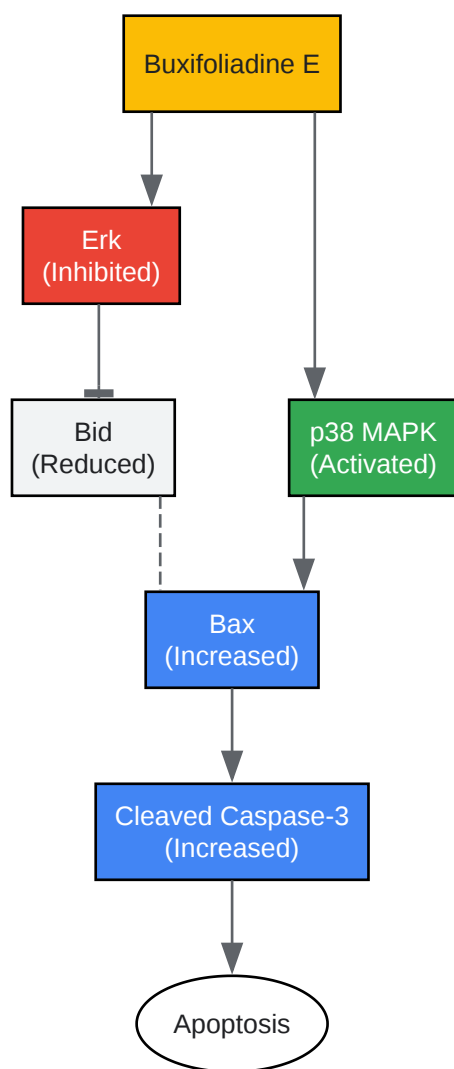 Buxifoliadine E
Erk
(Inhibited)
Bid
(Reduced)
p38 MAPK
(Activated)
Bax
(Increased)
Cleaved Caspase-3
(Increased)
Apoptosis